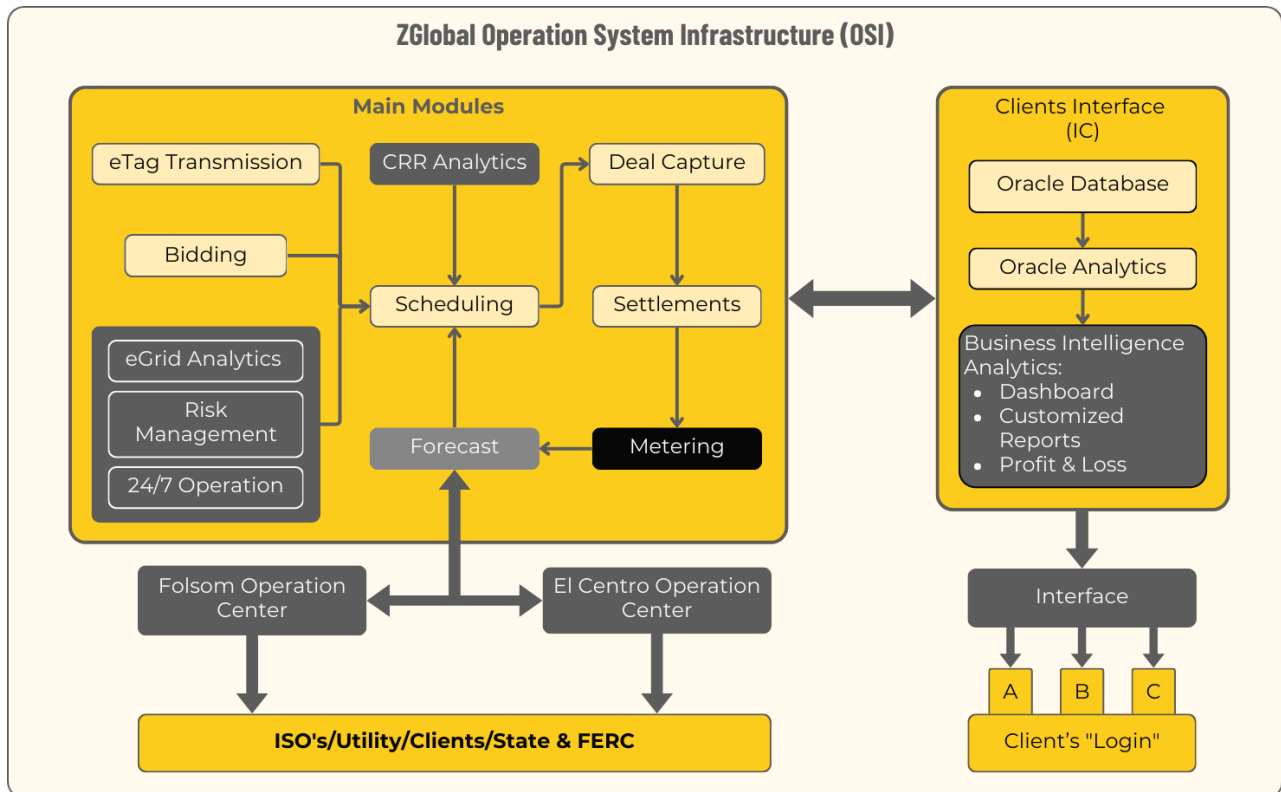 ZGlobal Operation System Infrastructure (OSI)
Main Modules
eTag Transmission
CRR Analytics
Deal Capture
Bidding
Scheduling
Settlements
eGrid Analytics
Risk
Management
24/7 Operation
Forecast
Metering
Clients Interface
(IC)
Oracle Database
Oracle Analytics
Business Intelligence
Analytics:
• Dashboard
• Customized
Reports
• Profit & Loss
Folsom Operation
Center
El Centro Operation
Center
ISO's/Utility/Clients/State & FERC
Interface
A
B
C
Client’s "Login"